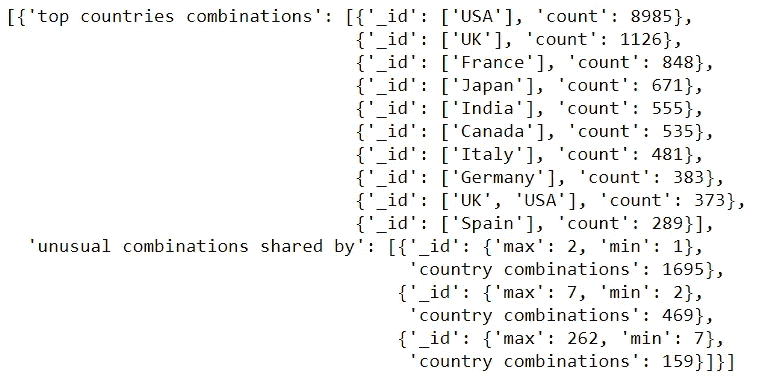 [{'top countries combinations': [{'_id': ['USA'], 'count': 8985},
{'_id': ['UK'], 'count': 1126},
{'_id': ['France'], 'count': 848},
{'_id': ['Japan'], 'count': 671},
{'_id': ['India'], 'count': 555},
{'_id': ['Canada'], 'count': 535},
{'_id': ['Italy'], 'count': 481},
{'_id': ['Germany'], 'count': 383},
{'_id': ['UK', 'USA'], 'count': 373},
{'_id': ['Spain'], 'count': 289}],
'unusual combinations shared by': [{'_id': {'max': 2, 'min': 1},
'country combinations': 1695},
{'_id': {'max': 7, 'min': 2},
'country combinations': 469},
{'_id': {'max': 262, 'min': 7},
'country combinations': 159}]}]